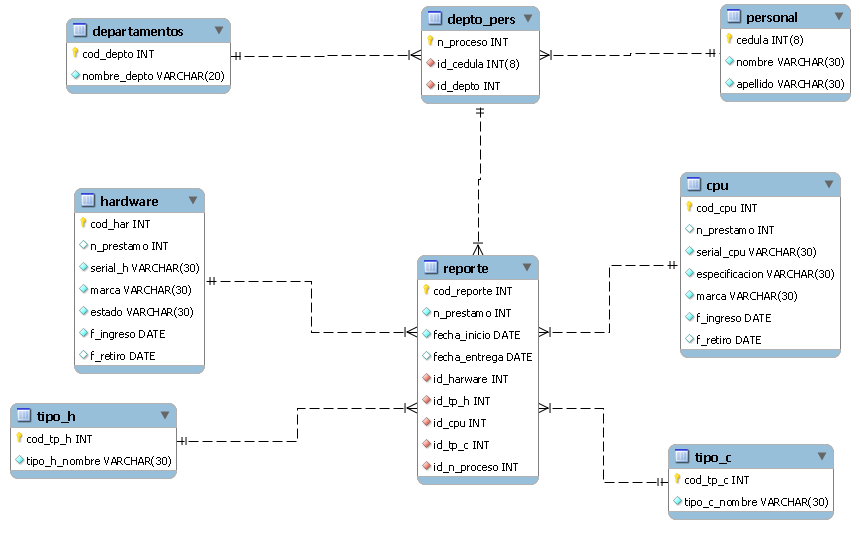 departamentos
cod_depto INT
nombre_depto VARCHAR(20)
depto_pers
n_proceso INT
id_cedula INT(8)
id_depto INT
personal
cedula INT(8)
nombre VARCHAR(30)
apellido VARCHAR(30)
hardware
cod_har INT
n_prestamo INT
serial_h VARCHAR(30)
marca VARCHAR(30)
estado VARCHAR(30)
f_ingreso DATE
f_retiro DATE
cpu
cod_cpu INT
n_prestamo INT
serial_cpu VARCHAR(30)
especificacion VARCHAR(30)
marca VARCHAR(30)
f_ingreso DATE
f_retiro DATE
reporte
cod_reporte INT
n_prestamo INT
fecha_inicio DATE
fecha_entrega DATE
id_harware INT
id_tp_h INT
id_cpu INT
id_tp_c INT
id_n_proceso INT
tipo_h
cod_tp_h INT
tipo_h_nombre VARCHAR(30)
tipo_c
cod_tp_c INT
tipo_c_nombre VARCHAR(30)